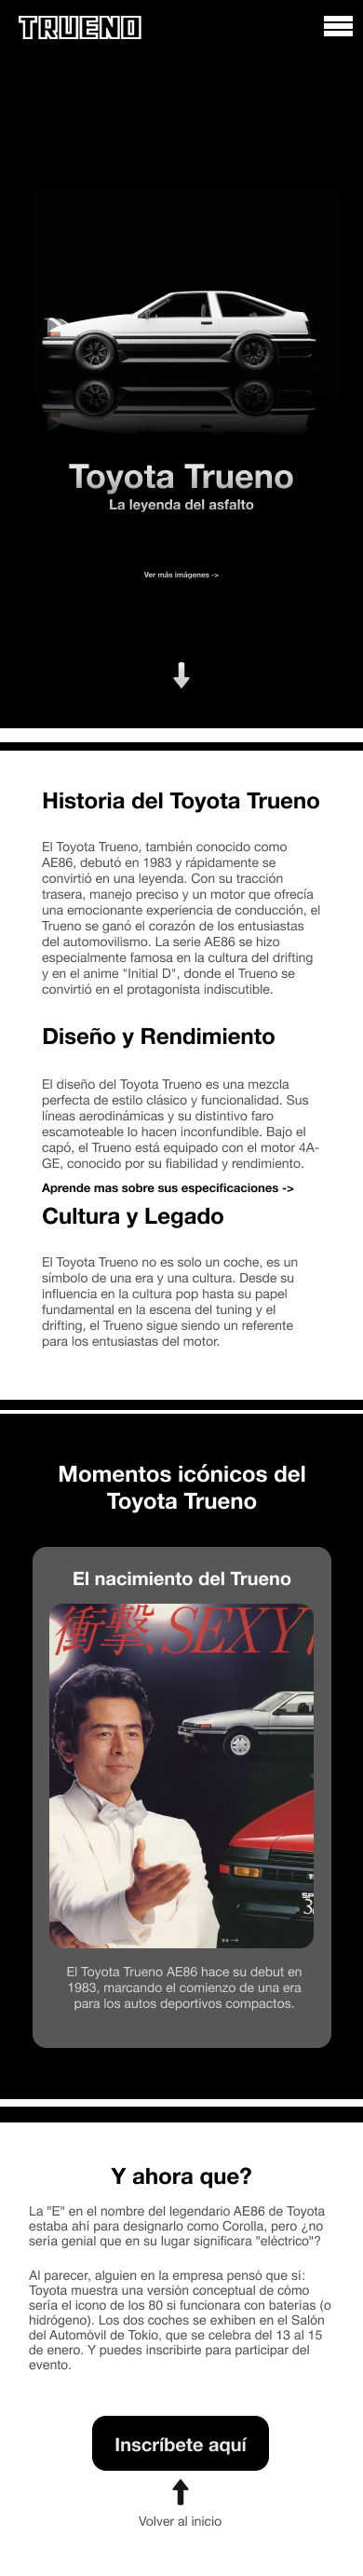 TRUENO
Toyota Trueno
La leyenda del asfalto
Ver más imágenes ->
Historia del Toyota Trueno
El Toyota Trueno, también conocido como
AE86, debutó en 1983 y rápidamente se
convirtió en una leyenda. Con su tracción
trasera, manejo preciso y un motor que ofrecía
una emocionante experiencia de conducción, el
Trueno se ganó el corazón de los entusiastas
del automovilismo. La serie AE86 se hizo
especialmente famosa en la cultura del drifting
y en el anime "Initial D", donde el Trueno se
convirtió en el protagonista indiscutible.
Diseño y Rendimiento
El diseño del Toyota Trueno es una mezcla
perfecta de estilo clásico y funcionalidad. Sus
líneas aerodinámicas y su distintivo faro
escamoteable lo hacen inconfundible. Bajo el
capó, el Trueno está equipado con el motor 4A-
GE, conocido por su fiabilidad y rendimiento.
Aprende mas sobre sus especificaciones ->
Cultura y Legado
El Toyota Trueno no es solo un coche, es un
símbolo de una era y una cultura. Desde su
influencia en la cultura pop hasta su papel
fundamental en la escena del tuning y el
drifting, el Trueno sigue siendo un referente
para los entusiastas del motor.
Momentos icónicos del
Toyota Trueno
El nacimiento del Trueno
衝撃 SEXY
El Toyota Trueno AE86 hace su debut en
1983, marcando el comienzo de una era
para los autos deportivos compactos.
Y ahora que?
La "E" en el nombre del legendario AE86 de Toyota
estaba ahí para designarlo como Corolla, pero ¿no
sería genial que en su lugar significara "eléctrico"?
Al parecer, alguien en la empresa pensó que sí:
Toyota muestra una versión conceptual de cómo
sería el icono de los 80 si funcionara con baterías (o
hidrógeno). Los dos coches se exhiben en el Salón
del Automóvil de Tokio, que se celebra del 13 al 15
de enero. Y puedes inscribirte para participar del
evento.
Inscríbete aquí
Volver al inicio